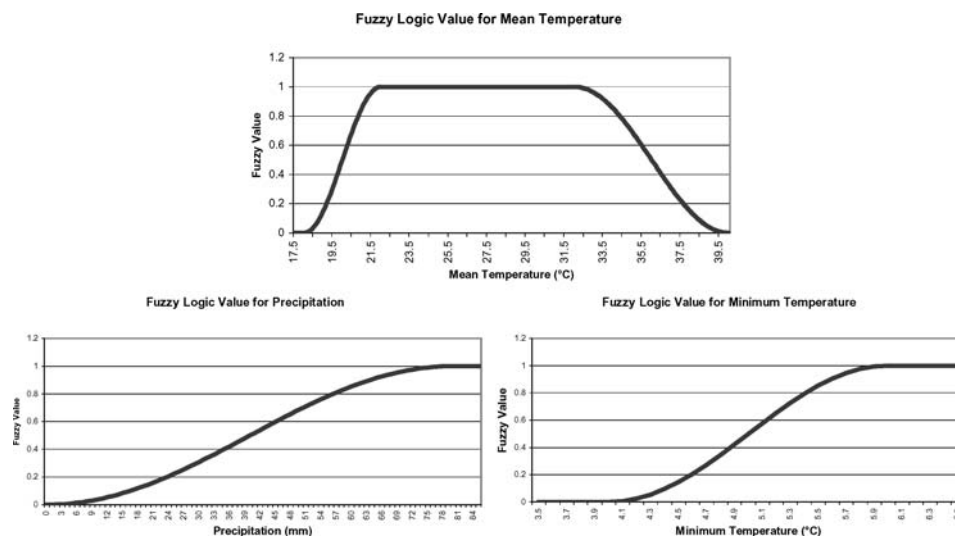 Fuzzy Logic Value for Mean Temperature
1.2
1
0.8
0.6
0.4
0.2
0
Fuzzy Value
17.5 19.5 21.5 23.5 25.5 27.5 29.5 31.5 33.5 35.5 37.5 39.5
Mean Temperature (°C)
Fuzzy Logic Value for Precipitation
1.2
1
0.8
0.6
0.4
0.2
0
Fuzzy Value
0 3 6 9 12 15 18 21 24 27 30 33 36 39 42 45 48 51 54 57 60 63 66 69 72 75 78 81 84
Precipitation (mm)
Fuzzy Logic Value for Minimum Temperature
1.2
1
0.8
0.6
0.4
0.2
0
Fuzzy Value
3.5 3.7 3.9 4.1 4.3 4.5 4.7 4.9 5.1 5.3 5.5 5.7 5.9 6.1 6.3
Minimum Temperature (°C)